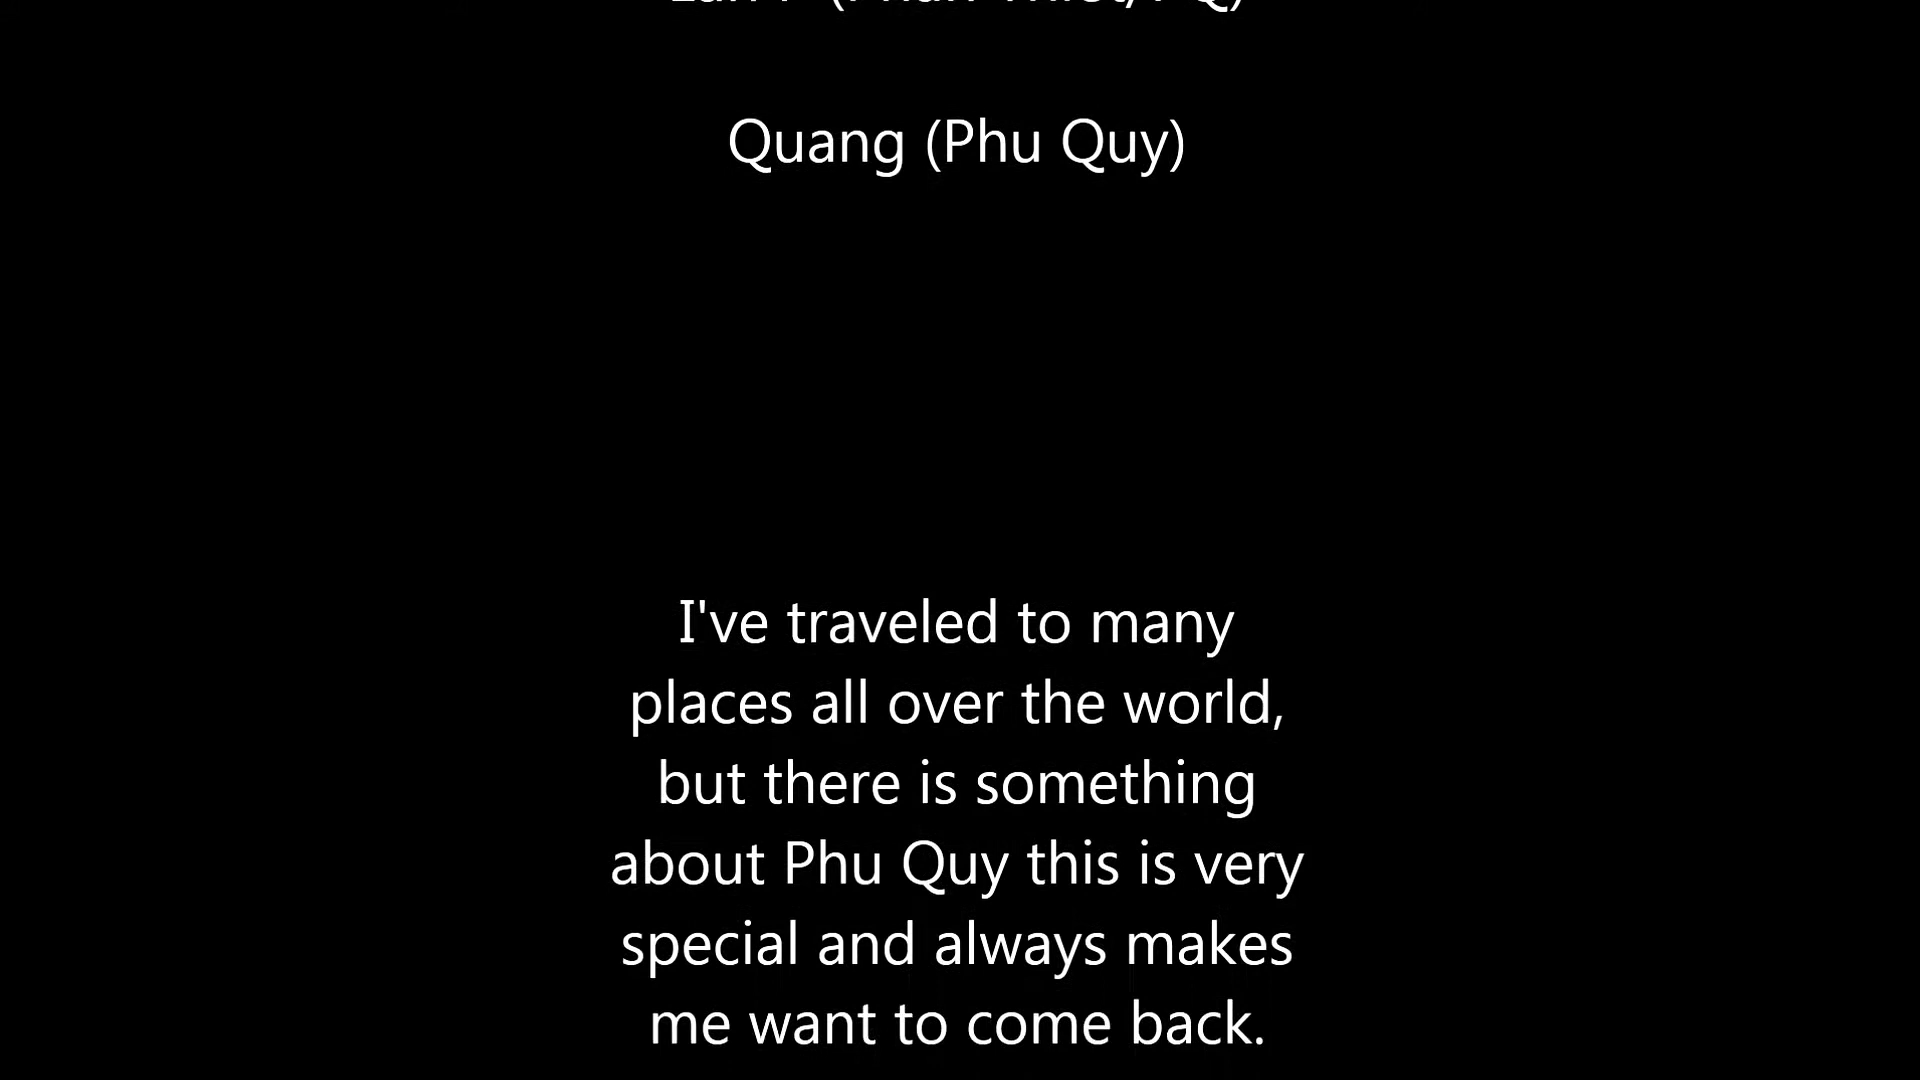 Quang (Phu Quy)
I've traveled to many
places all over the world,
but there is something
about Phu Quy this is very
special and always makes
me want to come back.